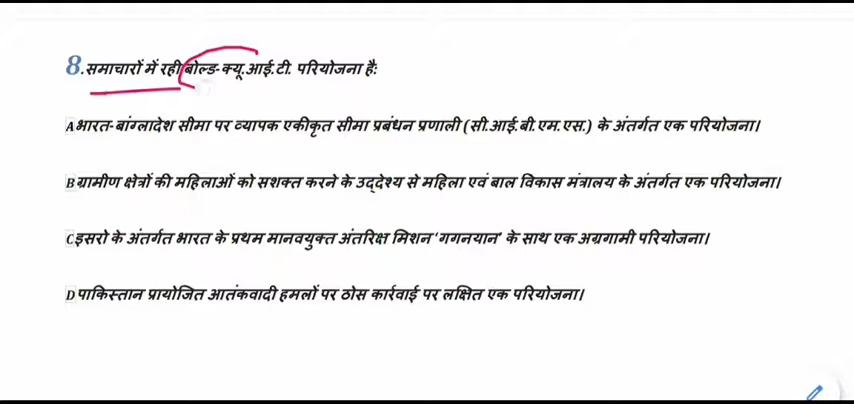 8.समाचारों में रही बोल्ड-क्यू.आई.टी. परियोजना है:
A भारत-बांग्लादेश सीमा पर व्यापक एकीकृत सीमा प्रबंधन प्रणाली (सी.आई.बी.एम.एस.) के अंतर्गत एक परियोजना।
B ग्रामीण क्षेत्रों की महिलाओं को सशक्त करने के उद्देश्य से महिला एवं बाल विकास मंत्रालय के अंतर्गत एक परियोजना।
C इसरो के अंतर्गत भारत के प्रथम मानवयुक्त अंतरिक्ष मिशन 'गगनयान' के साथ एक अग्रगामी परियोजना।
D पाकिस्तान प्रायोजित आतंकवादी हमलों पर ठोस कार्रवाई पर लक्षित एक परियोजना।